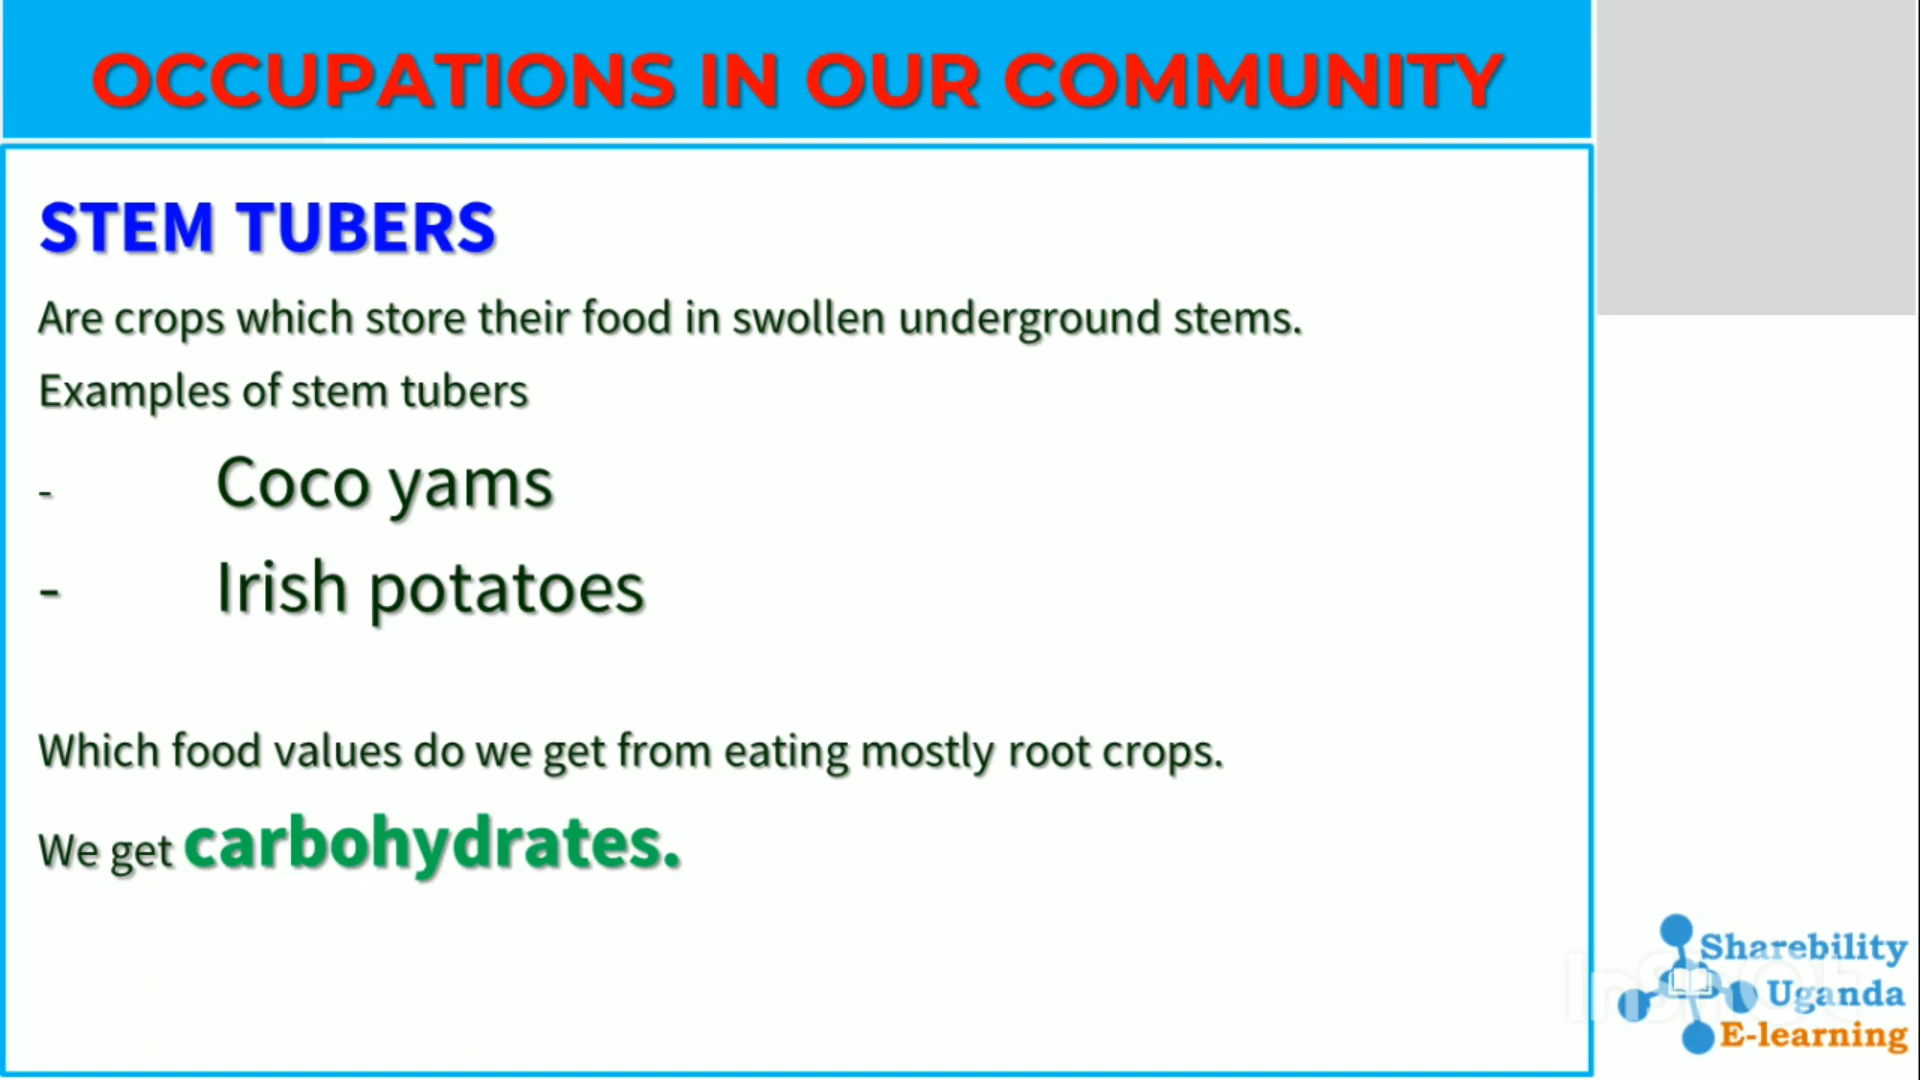 OCCUPATIONS IN OUR COMMUNITY
STEM TUBERS
Are crops which store their food in swollen underground stems.
Examples of stem tubers
- Coco yams
- Irish potatoes
Which food values do we get from eating mostly root crops.
We get carbohydrates.
Sharebility
Uganda
E-learning
InShot